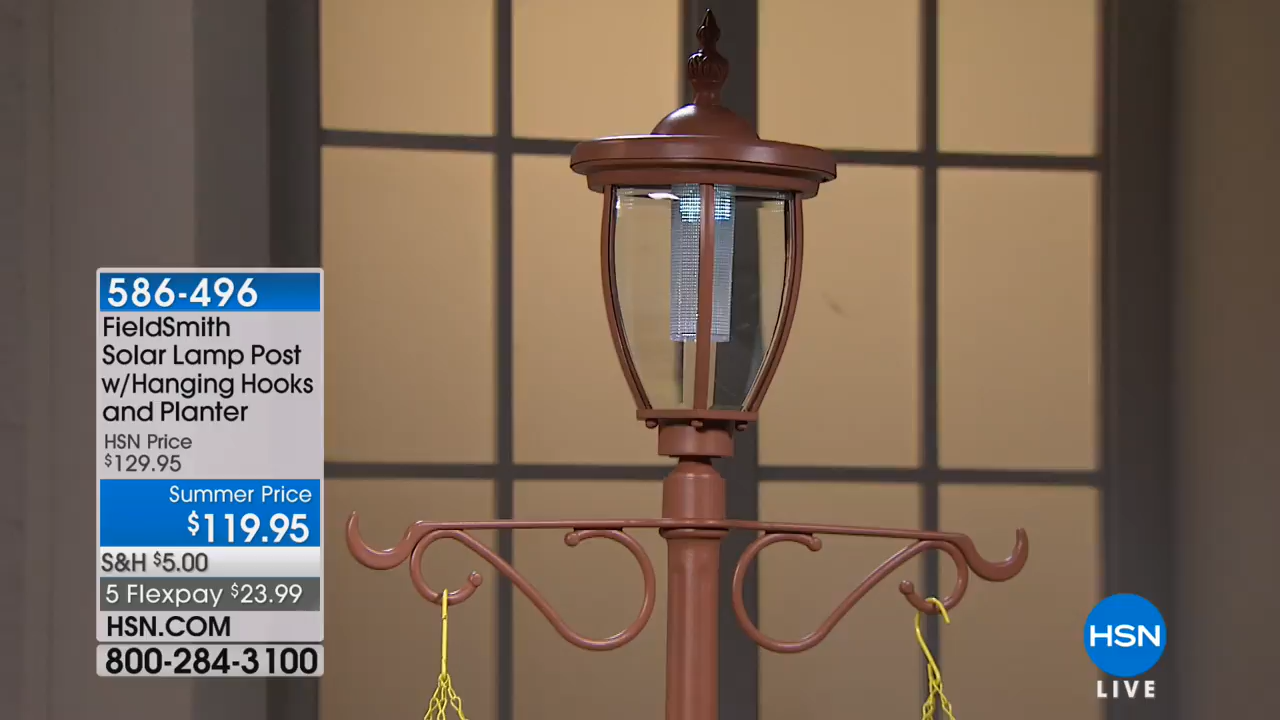 586-496
FieldSmith
Solar Lamp Post
w/Hanging Hooks
and Planter
HSN Price
$129.95
Summer Price
$119.95
S&H $5.00
5 Flexpay $23.99
HSN.COM
800-284-3100
HSN
LIVE